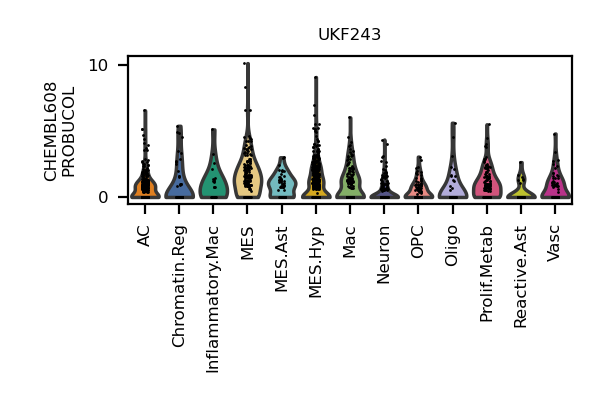 UKF243
CHEMBL608
PROBUCOL
10
0
AC
Chromatin.Reg
Inflammatory.Mac
MES
MES.Ast
MES.Hyp
Mac
Neuron
OPC
Oligo
Prolif.Metab
Reactive.Ast
Vasc